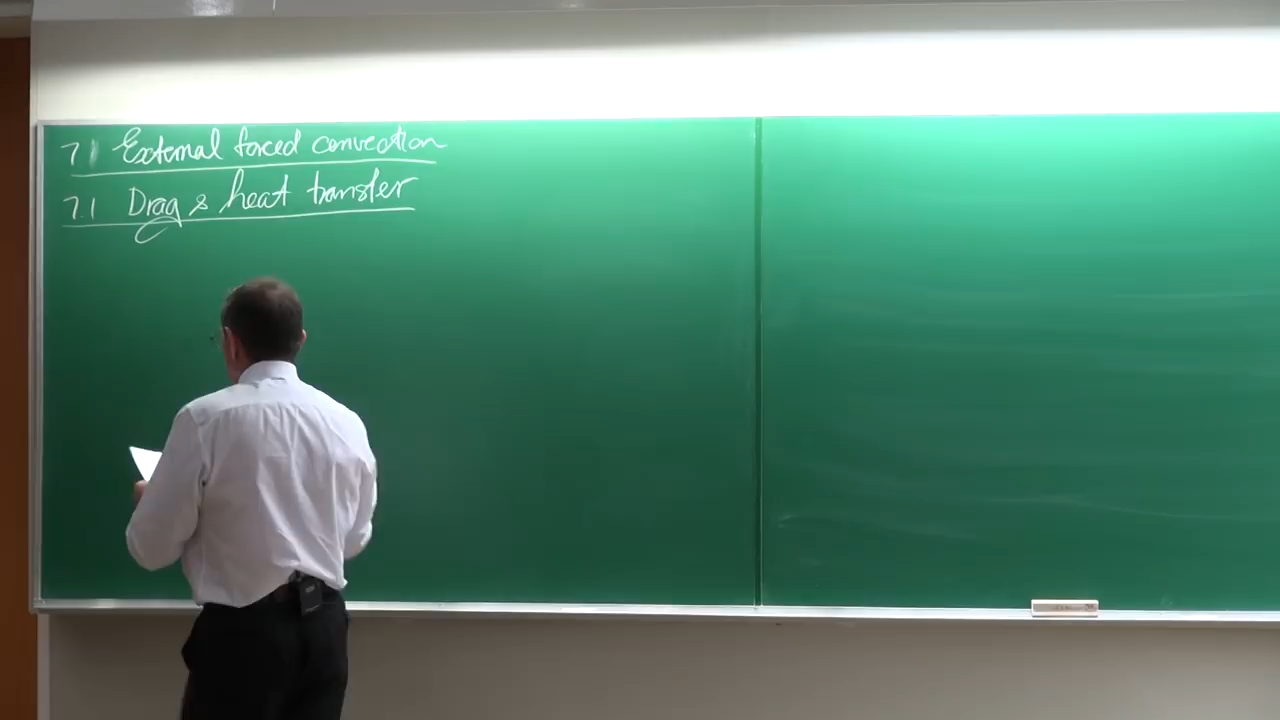 7. External forced convection
7.1 Drag & heat transfer